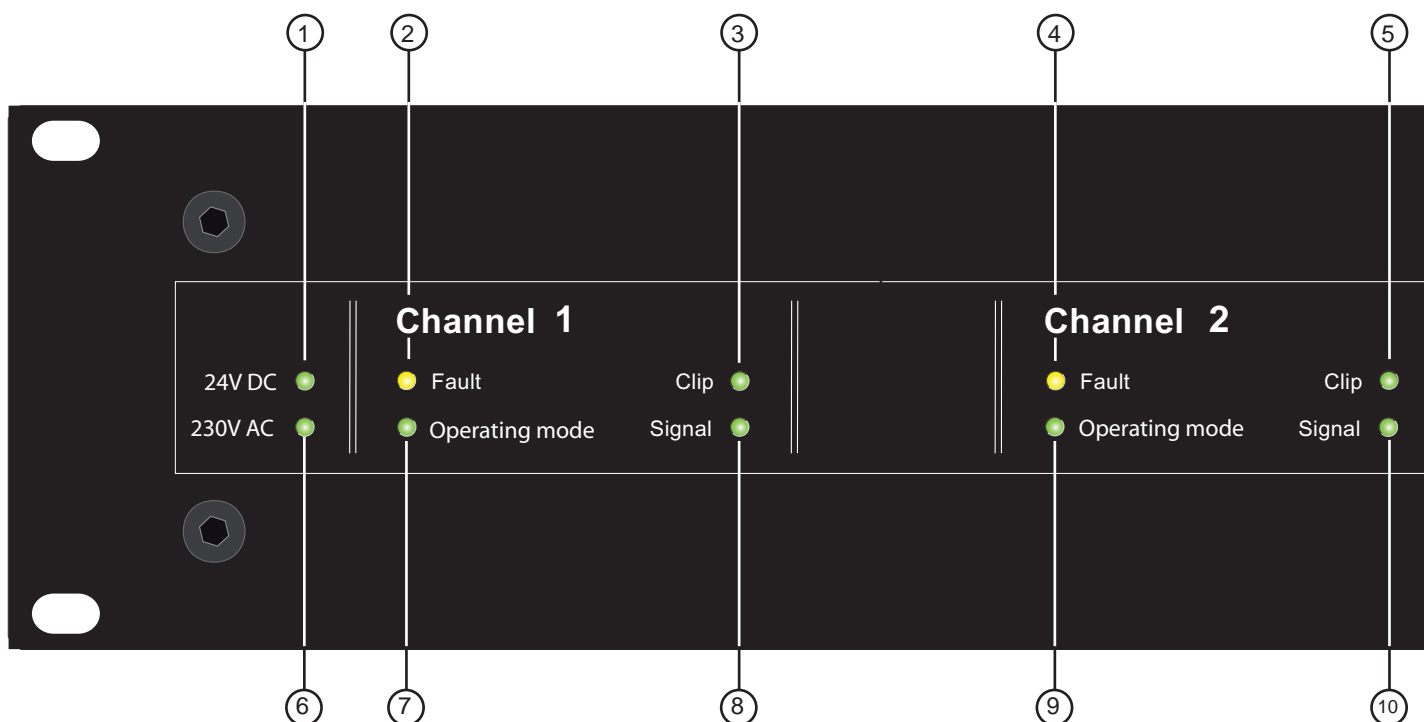 1 2 3 4 5
Channel 1 Channel 2
24V DC Fault Clip Fault Clip
230V AC Operating mode Signal Operating mode Signal
6 7 8 9 10